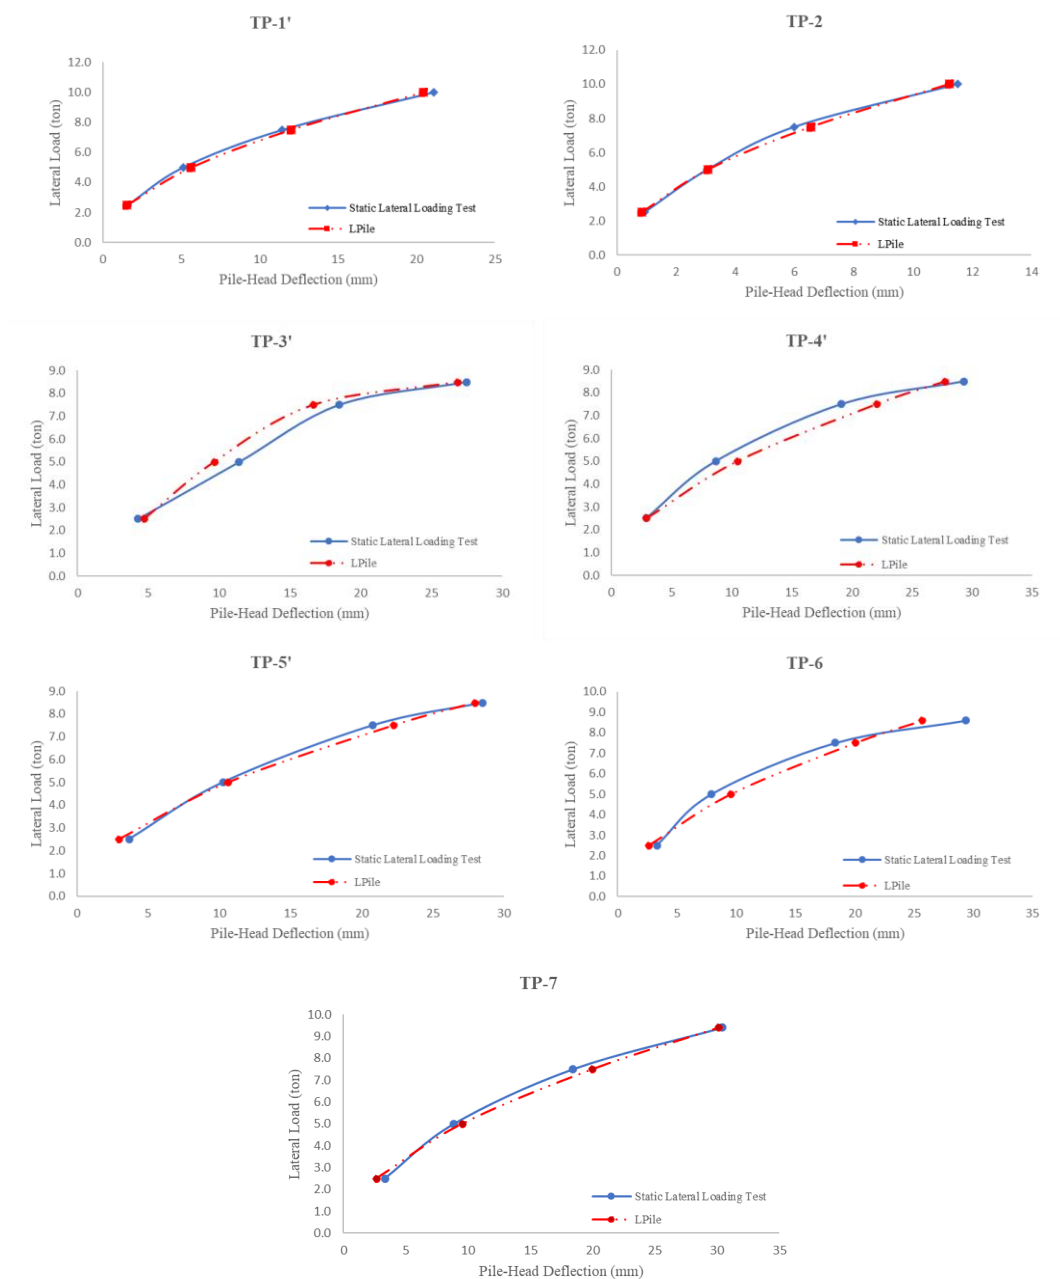 TP-1'
12.0
10.0
8.0
6.0
4.0
2.0
0.0
Lateral Load (ton)
Static Lateral Loading Test
LPile
0 5 10 15 20 25
Pile-Head Deflection (mm)
TP-2
12.0
10.0
8.0
6.0
4.0
2.0
0.0
Lateral Load (ton)
Static Lateral Loading Test
LPile
0 2 4 6 8 10 12 14
Pile-Head Deflection (mm)
TP-3'
9.0
8.0
7.0
6.0
5.0
4.0
3.0
2.0
1.0
0.0
Lateral Load (ton)
Static Lateral Loading Test
LPile
0 5 10 15 20 25 30
Pile-Head Deflection (mm)
TP-4'
9.0
8.0
7.0
6.0
5.0
4.0
3.0
2.0
1.0
0.0
Lateral Load (ton)
Static Lateral Loading Test
LPile
0 5 10 15 20 25 30 35
Pile-Head Deflection (mm)
TP-5'
9.0
8.0
7.0
6.0
5.0
4.0
3.0
2.0
1.0
0.0
Lateral Load (ton)
Static Lateral Loading Test
LPile
0 5 10 15 20 25 30
Pile-Head Deflection (mm)
TP-6
10.0
9.0
8.0
7.0
6.0
5.0
4.0
3.0
2.0
1.0
0.0
Lateral Load (ton)
Static Lateral Loading Test
LPile
0 5 10 15 20 25 30 35
Pile-Head Deflection (mm)
TP-7
10.0
9.0
8.0
7.0
6.0
5.0
4.0
3.0
2.0
1.0
0.0
Lateral Load (ton)
Static Lateral Loading Test
LPile
0 5 10 15 20 25 30 35
Pile-Head Deflection (mm)